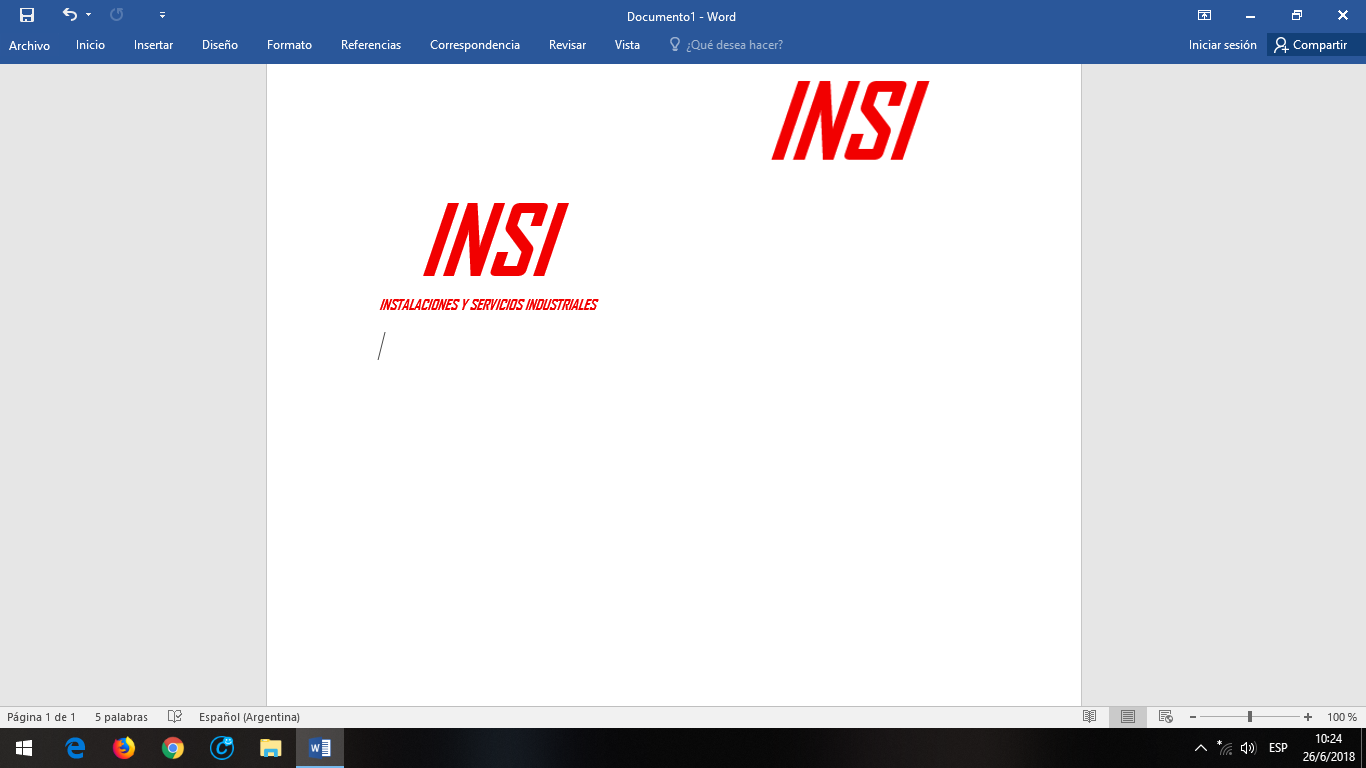 Documento1 - Word
Archivo Inicio Insertar Diseño Formato Referencias Correspondencia Revisar Vista ¿Qué desea hacer? Iniciar sesión Compartir
INSI
INSI
INSTALACIONES Y SERVICIOS INDUSTRIALES
Página 1 de 1 5 palabras Español (Argentina) 100 %
ESP
10:24
26/6/2018